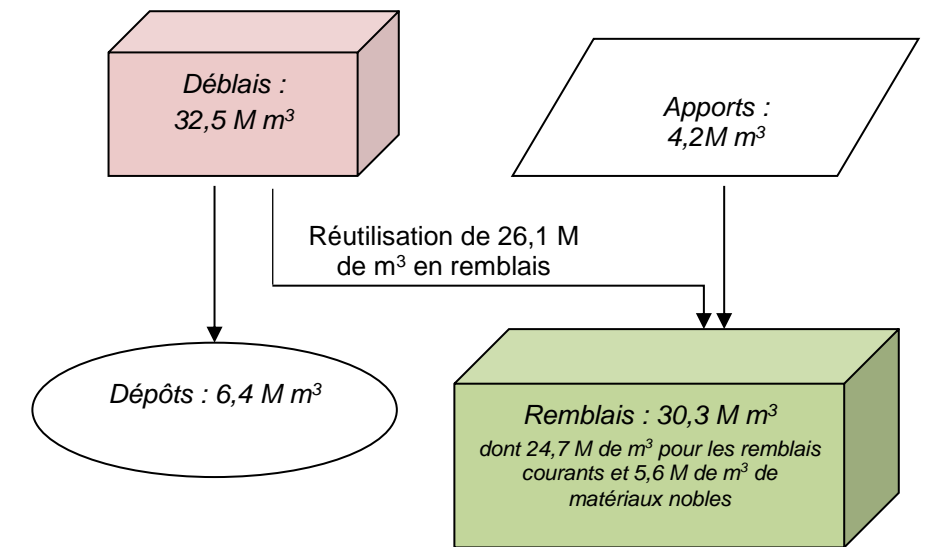 Déblais :
32,5 M m³
Apports :
4,2M m³
Réutilisation de 26,1 M
de m³ en remblais
Dépôts : 6,4 M m³
Remblais : 30,3 M m³
dont 24,7 M de m³ pour les remblais
courants et 5,6 M de m³ de
matériaux nobles